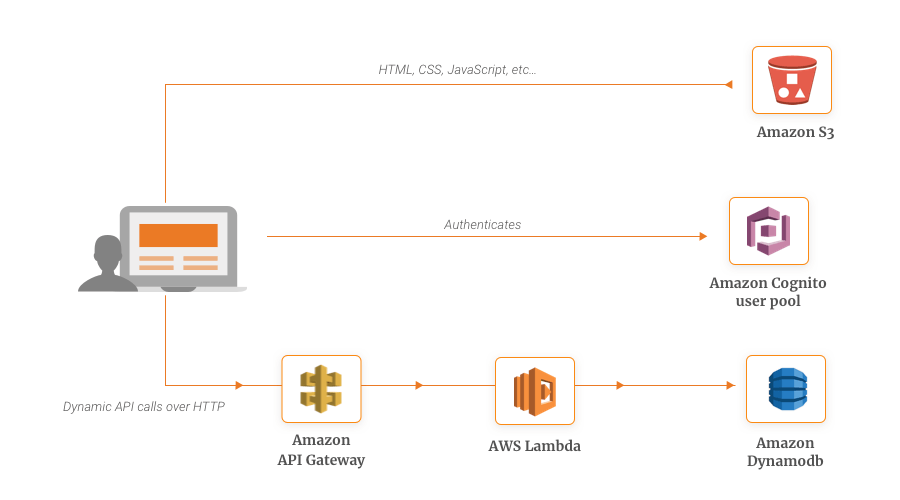 HTML, CSS, JavaScript, etc...
Amazon S3
Authenticates
Amazon Cognito
user pool
Dynamic API calls over HTTP
Amazon
API Gateway
AWS Lambda
Amazon
Dynamodb